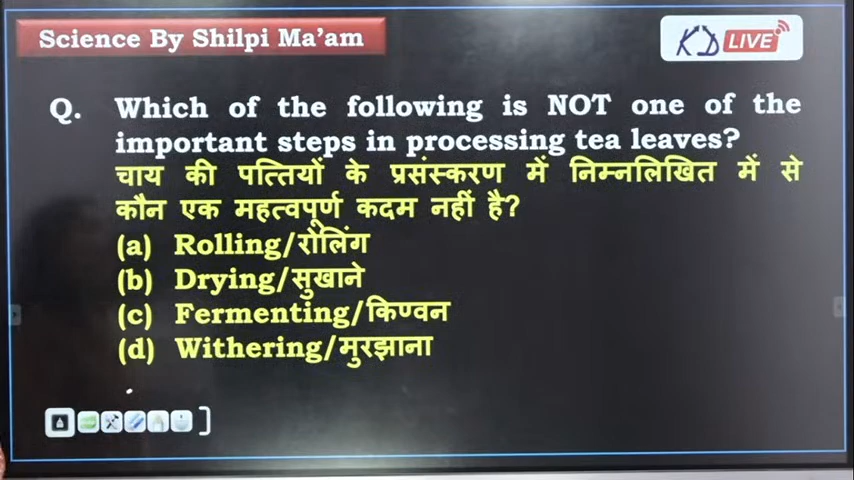 Science By Shilpi Ma'am
KD LIVE
Q. Which of the following is NOT one of the
important steps in processing tea leaves?
चाय की पत्तियों के प्रसंस्करण में निम्नलिखित में से
कौन एक महत्वपूर्ण कदम नहीं है?
(a) Rolling/रोलिंग
(b) Drying/सुखाने
(c) Fermenting/किण्वन
(d) Withering/मुरझाना